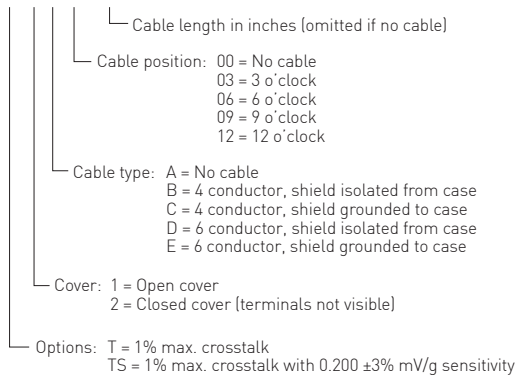 Cable length in inches (omitted if no cable)
Cable position: 00 = No cable
03 = 3 o'clock
06 = 6 o'clock
09 = 9 o'clock
12 = 12 o'clock
Cable type: A = No cable
B = 4 conductor, shield isolated from case
C = 4 conductor, shield grounded to case
D = 6 conductor, shield isolated from case
E = 6 conductor, shield grounded to case
Cover: 1 = Open cover
2 = Closed cover (terminals not visible)
Options: T = 1% max. crosstalk
TS = 1% max. crosstalk with 0.200 ±3% mV/g sensitivity